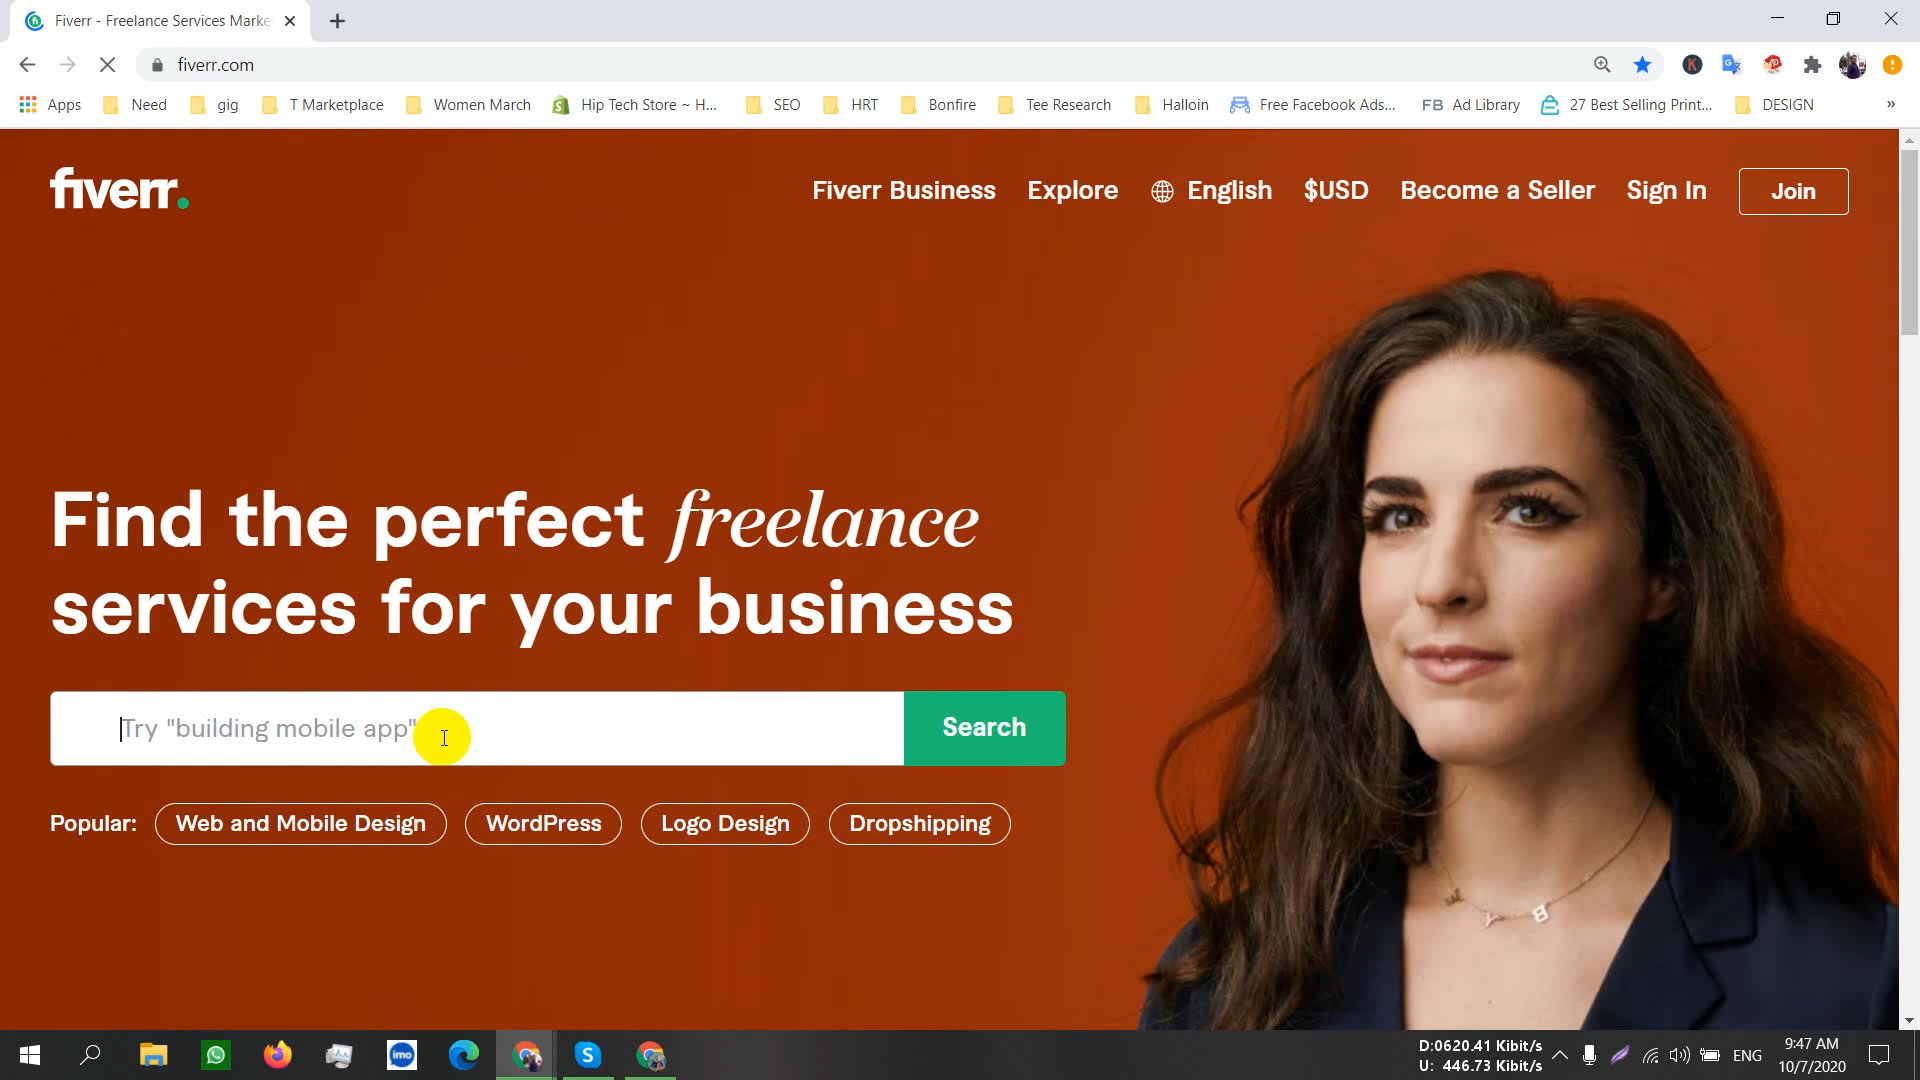 Fiverr - Freelance Services Marke
fiverr.com
Apps Need gig T Marketplace Women March Hip Tech Store ~ H... SEO HRT Bonfire Tee Research Halloin Free Facebook Ads... FB Ad Library 27 Best Selling Print... DESIGN »
fiverr. Fiverr Business Explore English $USD Become a Seller Sign In Join
Find the perfect freelance
services for your business
Try "building mobile app" Search
Popular: Web and Mobile Design WordPress Logo Design Dropshipping
D:0620.41 Kibit/s
U: 446.73 Kibit/s
ENG
9:47 AM
10/7/2020
imo